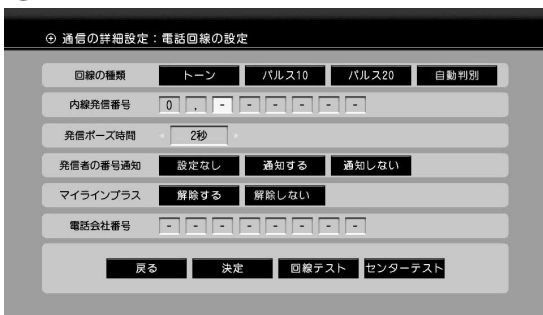 ⊕ 通信の詳細設定：電話回線の設定
回線の種類 トーン パルス10 パルス20 自動判別
内線発信番号 0 , - - - - - -
発信ポーズ時間 2秒
発信者の番号通知 設定なし 通知する 通知しない
マイラインプラス 解除する 解除しない
電話会社番号 - - - - - - - -
戻る 決定 回線テスト センターテスト